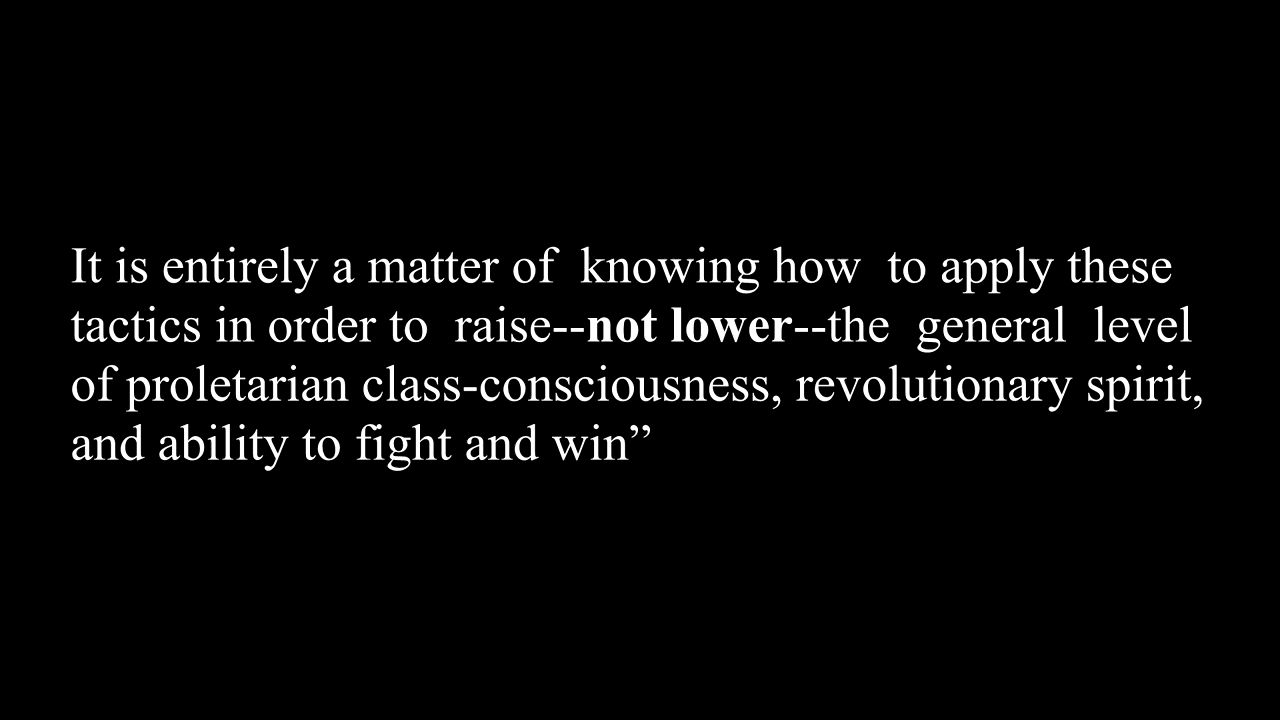 It is entirely a matter of  knowing how  to apply these
tactics in order to  raise--not lower--the  general  level
of proletarian class-consciousness, revolutionary spirit,
and ability to fight and win”